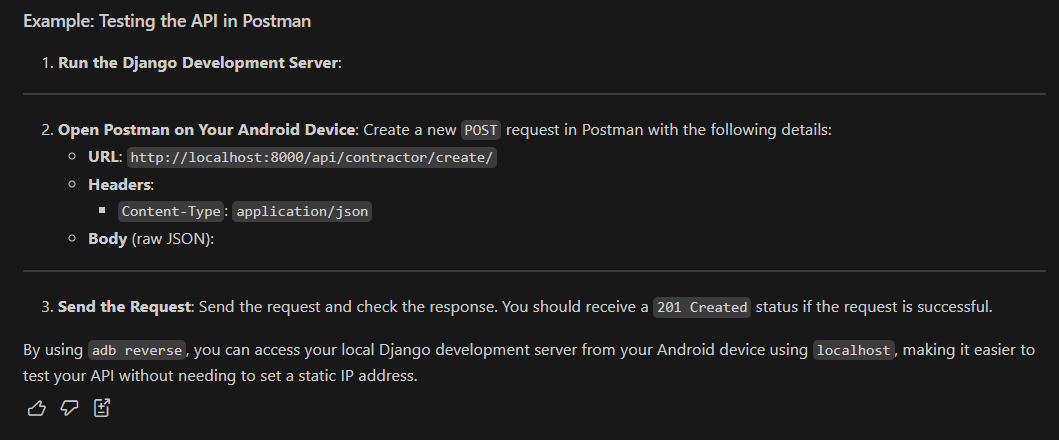 Example: Testing the API in Postman
1. Run the Django Development Server:
2. Open Postman on Your Android Device: Create a new POST request in Postman with the following details:
URL: http://localhost:8000/api/contractor/create/
Headers:
Content-Type: application/json
Body (raw JSON):
3. Send the Request: Send the request and check the response. You should receive a 201 Created status if the request is successful.
By using adb reverse, you can access your local Django development server from your Android device using localhost, making it easier to
test your API without needing to set a static IP address.